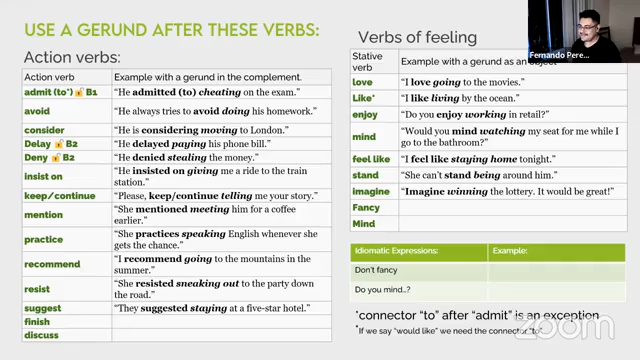 USE A GERUND AFTER THESE VERBS:
Action verbs:
Action verb Example with a gerund in the complement.
admit (to*) 🔓 B1 "He admitted (to) cheating on the exam."
avoid "He always tries to avoid doing his homework."
consider "He is considering moving to London."
Delay 🔓 B2 "He delayed paying his phone bill."
Deny 🔓 B2 "He denied stealing the money."
insist on "He insisted on giving me a ride to the train
station."
keep/continue "Please, keep/continue telling me your story."
mention "She mentioned meeting him for a coffee
earlier."
practice "She practices speaking English whenever she
gets the chance."
recommend "I recommend going to the mountains in the
summer."
resist "She resisted sneaking out to the party down
the road."
suggest "They suggested staying at a five-star hotel."
finish
discuss
Verbs of feeling
Stative
verb Example with a gerund as an object
love "I love going to the movies."
Like* "I like living by the ocean."
enjoy "Do you enjoy working in retail?"
mind "Would you mind watching my seat for me while I
go to the bathroom?"
feel like "I feel like staying home tonight."
stand "She can't stand being around him."
imagine "Imagine winning the lottery. It would be great!"
Fancy
Mind
Idiomatic Expressions: Example:
Don't fancy
Do you mind..?
*connector "to" after "admit" is an exception
*If we say "would like" we need the connector "to".
Fernando Pere...
zoom